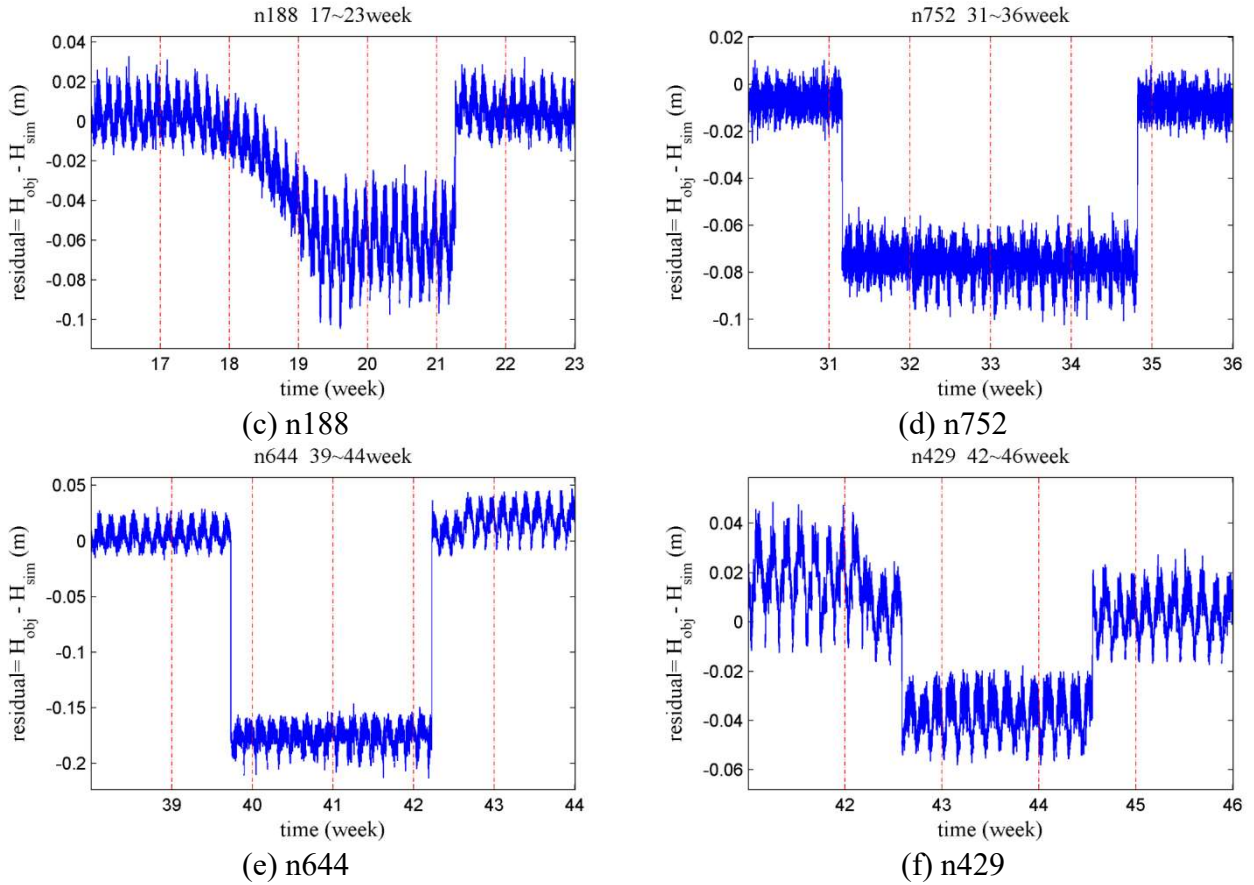 n188 17~23week
residual= H_obj - H_sim (m)
0.04
0.02
0
-0.02
-0.04
-0.06
-0.08
-0.1
17 18 19 20 21 22 23
time (week)
(c) n188
n752 31~36week
residual= H_obj - H_sim (m)
0.02
0
-0.02
-0.04
-0.06
-0.08
-0.1
31 32 33 34 35 36
time (week)
(d) n752
n644 39~44week
residual= H_obj - H_sim (m)
0.05
0
-0.05
-0.1
-0.15
-0.2
39 40 41 42 43 44
time (week)
(e) n644
n429 42~46week
residual= H_obj - H_sim (m)
0.04
0.02
0
-0.02
-0.04
-0.06
42 43 44 45 46
time (week)
(f) n429